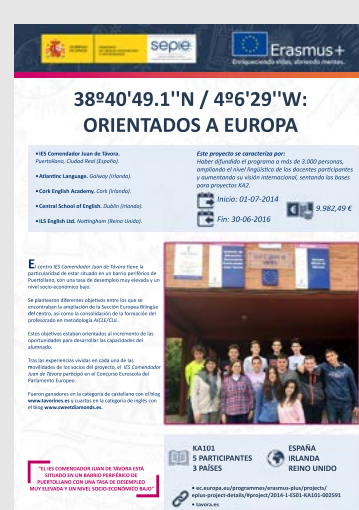 sepie
Erasmus+
Enriqueciendo vidas, abriendo mentes.
38º40'49.1''N / 4º6'29''W:
ORIENTADOS A EUROPA
• IES Comendador Juan de Távora.
Puertollano, Ciudad Real (España).
• Atlantic Language. Galway (Irlanda).
• Cork English Academy. Cork (Irlanda).
• Central School of English. Dublin (Irlanda).
• ILS English Ltd. Nottingham (Reino Unido).
Este proyecto se caracteriza por:
Haber difundido el programa a más de 3.000 personas,
ampliando el nivel lingüístico de los docentes participantes
y aumentando su visión internacional, sentando las bases
para proyectos KA2.
Inicio: 01-07-2014
Fin: 30-06-2016
9.982,49 €
El centro IES Comendador Juan de Távora tiene la
particularidad de estar situado en un barrio periférico de
Puertollano, con una tasa de desempleo muy elevada y un
nivel socio-económico bajo.
Se plantearon diferentes objetivos entre los que se
encontraban la ampliación de la Sección Europea Bilingüe
del centro, así como la consolidación de la formación del
profesorado en metodología AICLE/CLIL.
Estos objetivos estaban orientados al incremento de las
oportunidades para desarrollar las capacidades del
alumnado.
Tras las experiencias vividas en cada una de las
movilidades de los socios del proyecto, el IES Comendador
Juan de Távora participó en el Concurso Euroscola del
Parlamento Europeo.
Fueron ganadores en la categoría de castellano con el blog
www.tavorines.es y cuartos en la categoría de inglés con
el blog www.sweetdiamonds.es.
"EL IES COMENDADOR JUAN DE TÁVORA ESTÁ
SITUADO EN UN BARRIO PERIFÉRICO DE
PUERTOLLANO CON UNA TASA DE DESEMPLEO
MUY ELEVADA Y UN NIVEL SOCIO-ECONÓMICO BAJO"
KA101
5 PARTICIPANTES
3 PAÍSES
ESPAÑA
IRLANDA
REINO UNIDO
• ec.europa.eu/programmes/erasmus-plus/projects/
eplus-project-details/#project/2014-1-ES01-KA101-002591
• tavora.es